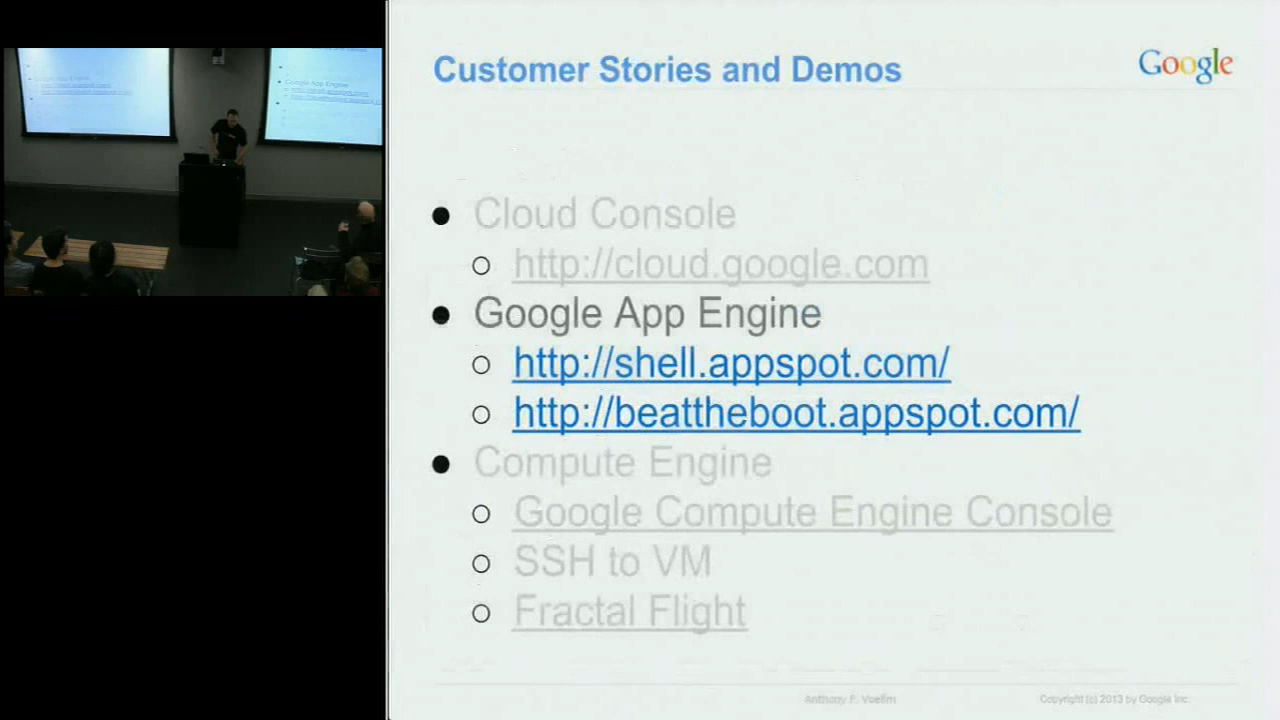 Customer Stories and Demos
Google
Cloud Console
http://cloud.google.com
Google App Engine
http://shell.appspot.com/
http://beattheboot.appspot.com/
Compute Engine
Google Compute Engine Console
SSH to VM
Fractal Flight
Anthony F. Voellm
Copyright (c) 2013 by Google Inc.